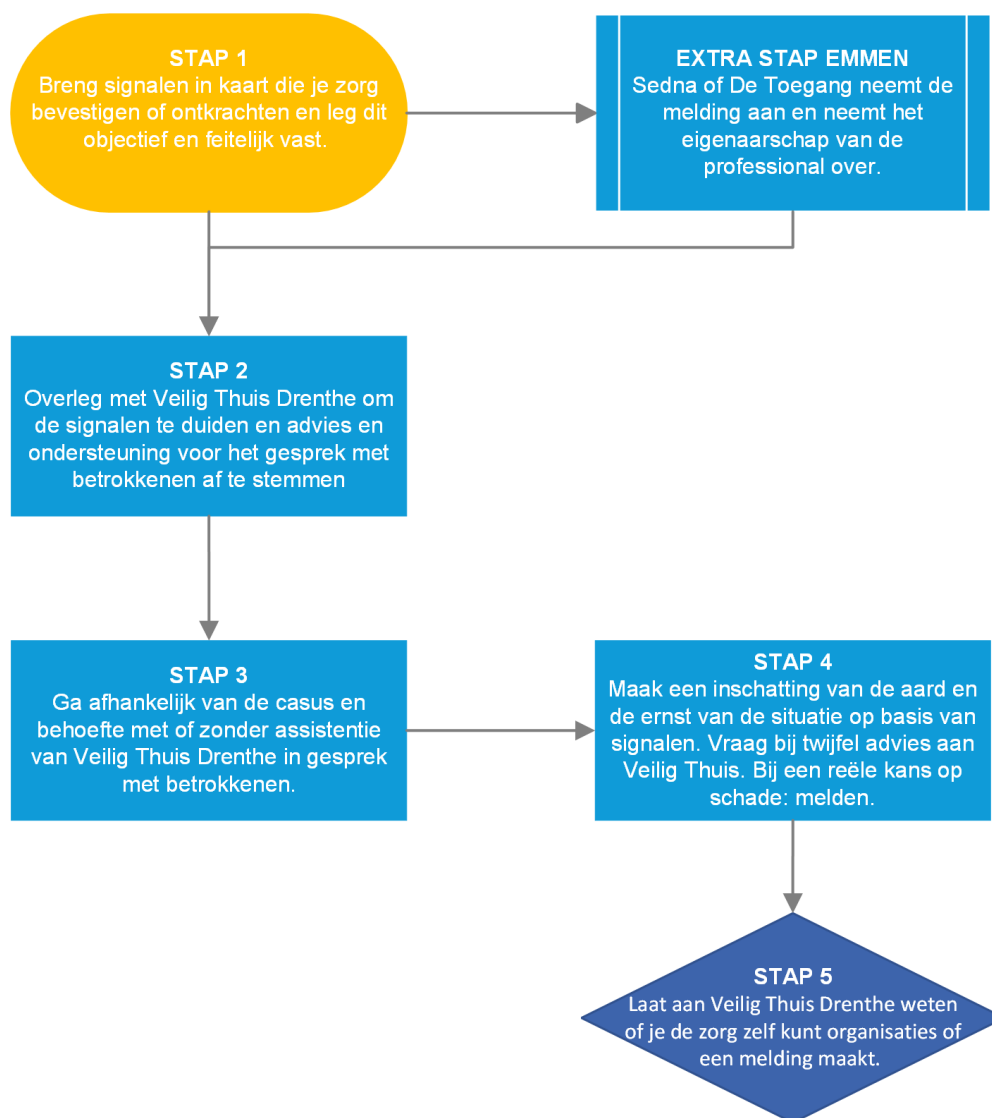 STAP 1
Breng signalen in kaart die je zorg
bevestigen of ontkrachten en leg dit
objectief en feitelijk vast.
EXTRA STAP EMMEN
Sedna of De Toegang neemt de
melding aan en neemt het
eigenaarschap van de
professional over.
STAP 2
Overleg met Veilig Thuis Drenthe om
de signalen te duiden en advies en
ondersteuning voor het gesprek met
betrokkenen af te stemmen
STAP 3
Ga afhankelijk van de casus en
behoefte met of zonder assistentie
van Veilig Thuis Drenthe in gesprek
met betrokkenen.
STAP 4
Maak een inschatting van de aard en
de ernst van de situatie op basis van
signalen. Vraag bij twijfel advies aan
Veilig Thuis. Bij een reële kans op
schade: melden.
STAP 5
Laat aan Veilig Thuis Drenthe weten
of je de zorg zelf kunt organisaties of
een melding maakt.